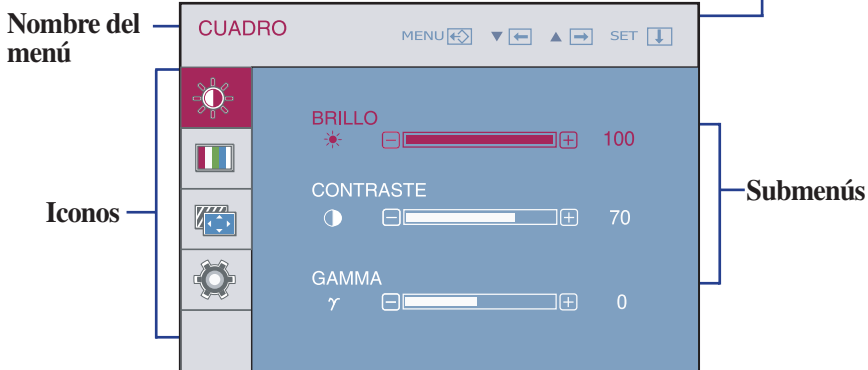 Nombre del
menú
CUADRO
MENU ▼ ▲ SET
BRILLO
100
CONTRASTE
70
GAMMA
γ 0
Iconos
Submenús